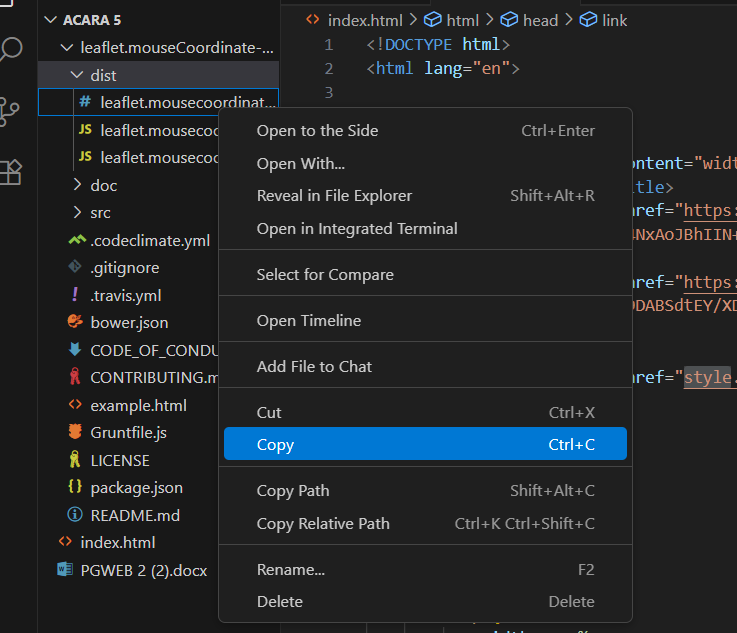 ACARA 5
leaflet.mouseCoordinate-...
dist
# leaflet.mousecoordinat...
JS leaflet.mousecoo
JS leaflet.mousecoo
doc
src
.codeclimate.yml
.gitignore
! .travis.yml
bower.json
CODE_OF_CONDU
CONTRIBUTING.m
<> example.html
Gruntfile.js
LICENSE
{} package.json
README.md
<> index.html
PGWEB 2 (2).docx
<> index.html > html > head > link
1 <!DOCTYPE html>
2 <html lang="en">
3
ontent="widt
tle>
ref="https:
NxAoJBhIIN+
ref="https:
DABSdtEY/XD
ref="style.
Open to the Side Ctrl+Enter
Open With...
Reveal in File Explorer Shift+Alt+R
Open in Integrated Terminal
Select for Compare
Open Timeline
Add File to Chat
Cut Ctrl+X
Copy Ctrl+C
Copy Path Shift+Alt+C
Copy Relative Path Ctrl+K Ctrl+Shift+C
Rename... F2
Delete Delete